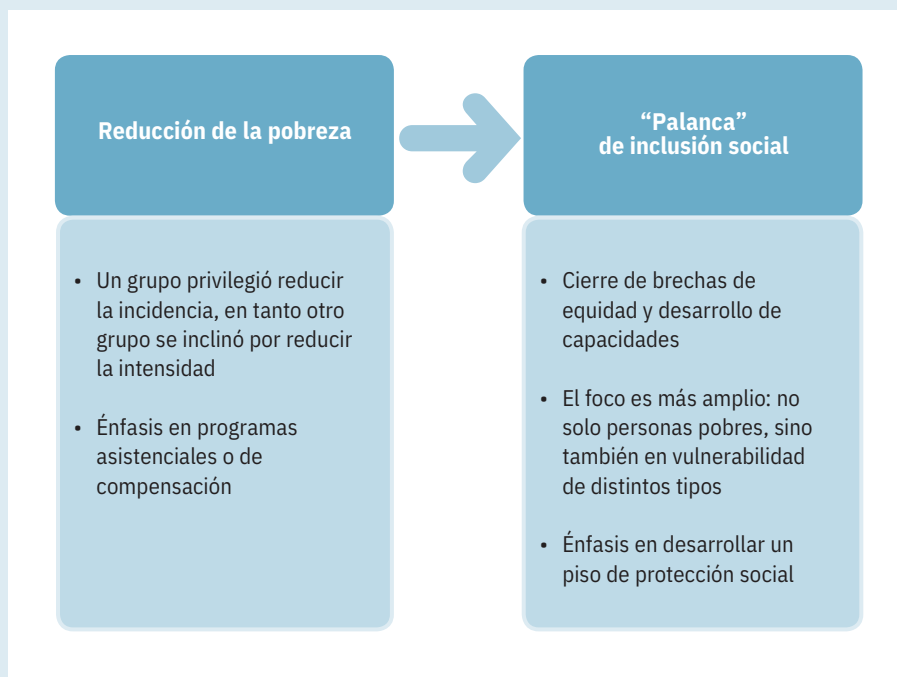 Reducción de la pobreza
“Palanca”
de inclusión social
• Un grupo privilegió reducir
la incidencia, en tanto otro
grupo se inclinó por reducir
la intensidad
• Énfasis en programas
asistenciales o de
compensación
• Cierre de brechas de
equidad y desarrollo de
capacidades
• El foco es más amplio: no
solo personas pobres, sino
también en vulnerabilidad
de distintos tipos
• Énfasis en desarrollar un
piso de protección social